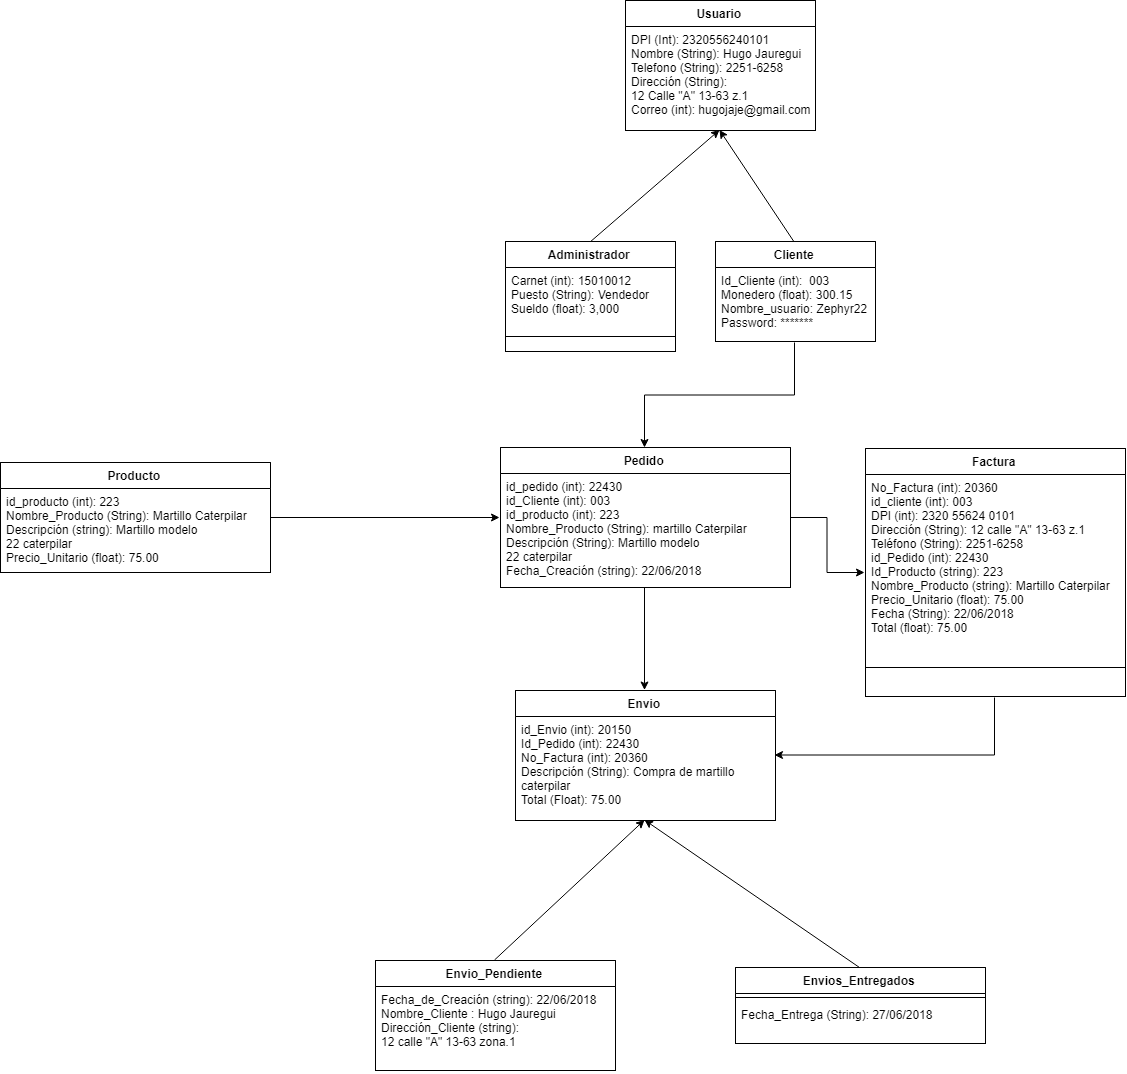 Usuario
DPI (Int): 2320556240101
Nombre (String): Hugo Jauregui
Telefono (String): 2251-6258
Dirección (String):
12 Calle "A" 13-63 z.1
Correo (int): hugojaje@gmail.com
Administrador
Carnet (int): 15010012
Puesto (String): Vendedor
Sueldo (float): 3,000
Cliente
Id_Cliente (int): 003
Monedero (float): 300.15
Nombre_usuario: Zephyr22
Password: *******
Producto
id_producto (int): 223
Nombre_Producto (String): Martillo Caterpilar
Descripción (string): Martillo modelo
22 caterpilar
Precio_Unitario (float): 75.00
Pedido
id_pedido (int): 22430
id_Cliente (int): 003
id_producto (int): 223
Nombre_Producto (String): martillo Caterpilar
Descripción (String): Martillo modelo
22 caterpilar
Fecha_Creación (string): 22/06/2018
Factura
No_Factura (int): 20360
id_cliente (int): 003
DPI (int): 2320 55624 0101
Dirección (String): 12 calle "A" 13-63 z.1
Teléfono (String): 2251-6258
id_Pedido (int): 22430
Id_Producto (string): 223
Nombre_Producto (string): Martillo Caterpilar
Precio_Unitario (float): 75.00
Fecha (String): 22/06/2018
Total (float): 75.00
Envio
id_Envio (int): 20150
Id_Pedido (int): 22430
No_Factura (int): 20360
Descripción (String): Compra de martillo
caterpilar
Total (Float): 75.00
Envio_Pendiente
Fecha_de_Creación (string): 22/06/2018
Nombre_Cliente : Hugo Jauregui
Dirección_Cliente (string):
12 calle "A" 13-63 zona.1
Envios_Entregados
Fecha_Entrega (String): 27/06/2018